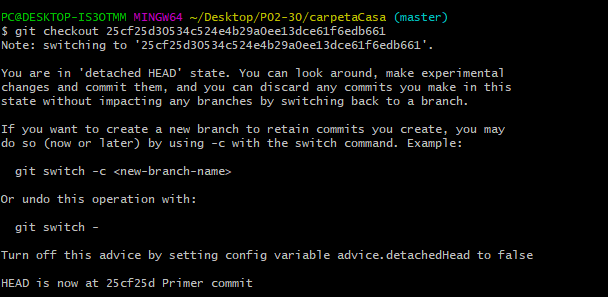 PC@DESKTOP-IS3OTMM MINGW64 ~/Desktop/P02-30/carpetaCasa (master)
$ git checkout 25cf25d30534c524e4b29a0ee13dce61f6edb661
Note: switching to '25cf25d30534c524e4b29a0ee13dce61f6edb661'.

You are in 'detached HEAD' state. You can look around, make experimental
changes and commit them, and you can discard any commits you make in this
state without impacting any branches by switching back to a branch.

If you want to create a new branch to retain commits you create, you may
do so (now or later) by using -c with the switch command. Example:

  git switch -c <new-branch-name>

Or undo this operation with:

  git switch -

Turn off this advice by setting config variable advice.detachedHead to false

HEAD is now at 25cf25d Primer commit